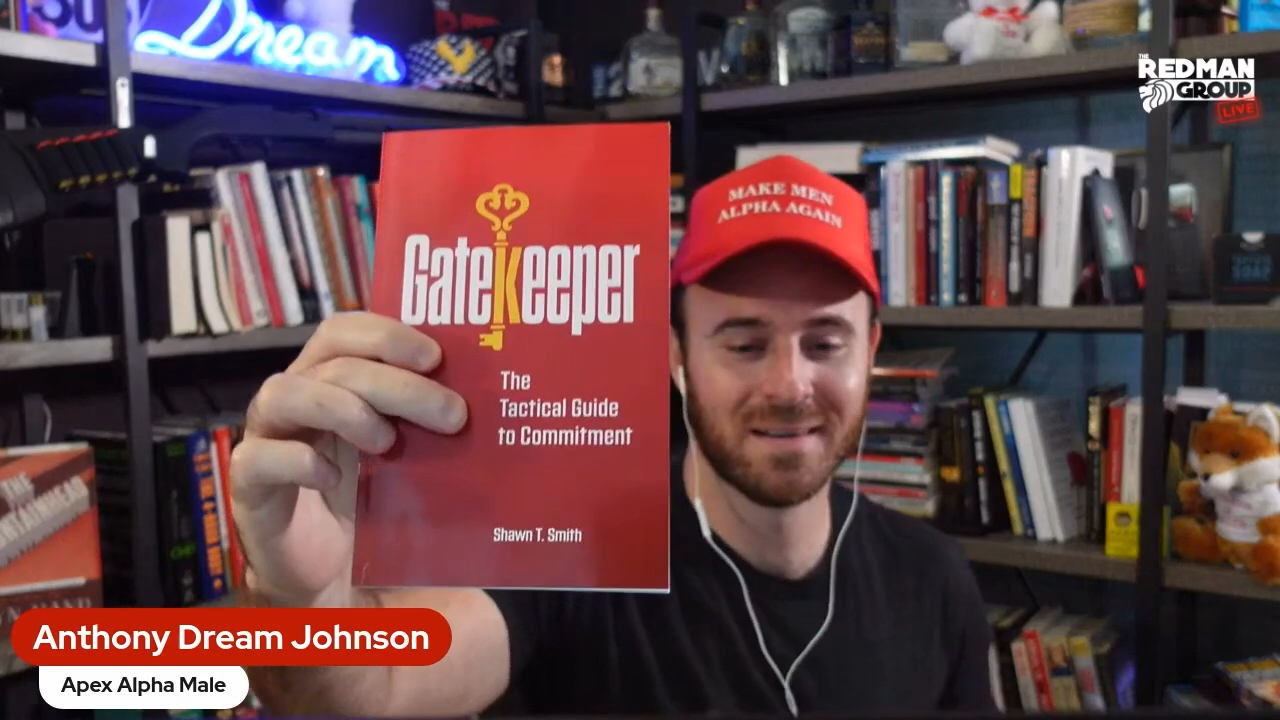 Dream
THE
REDMAN
GROUP
LIVE
MAKE MEN
ALPHA AGAIN
Gatekeeper
The
Tactical Guide
to Commitment
Shawn T. Smith
THE
Anthony Dream Johnson
Apex Alpha Male